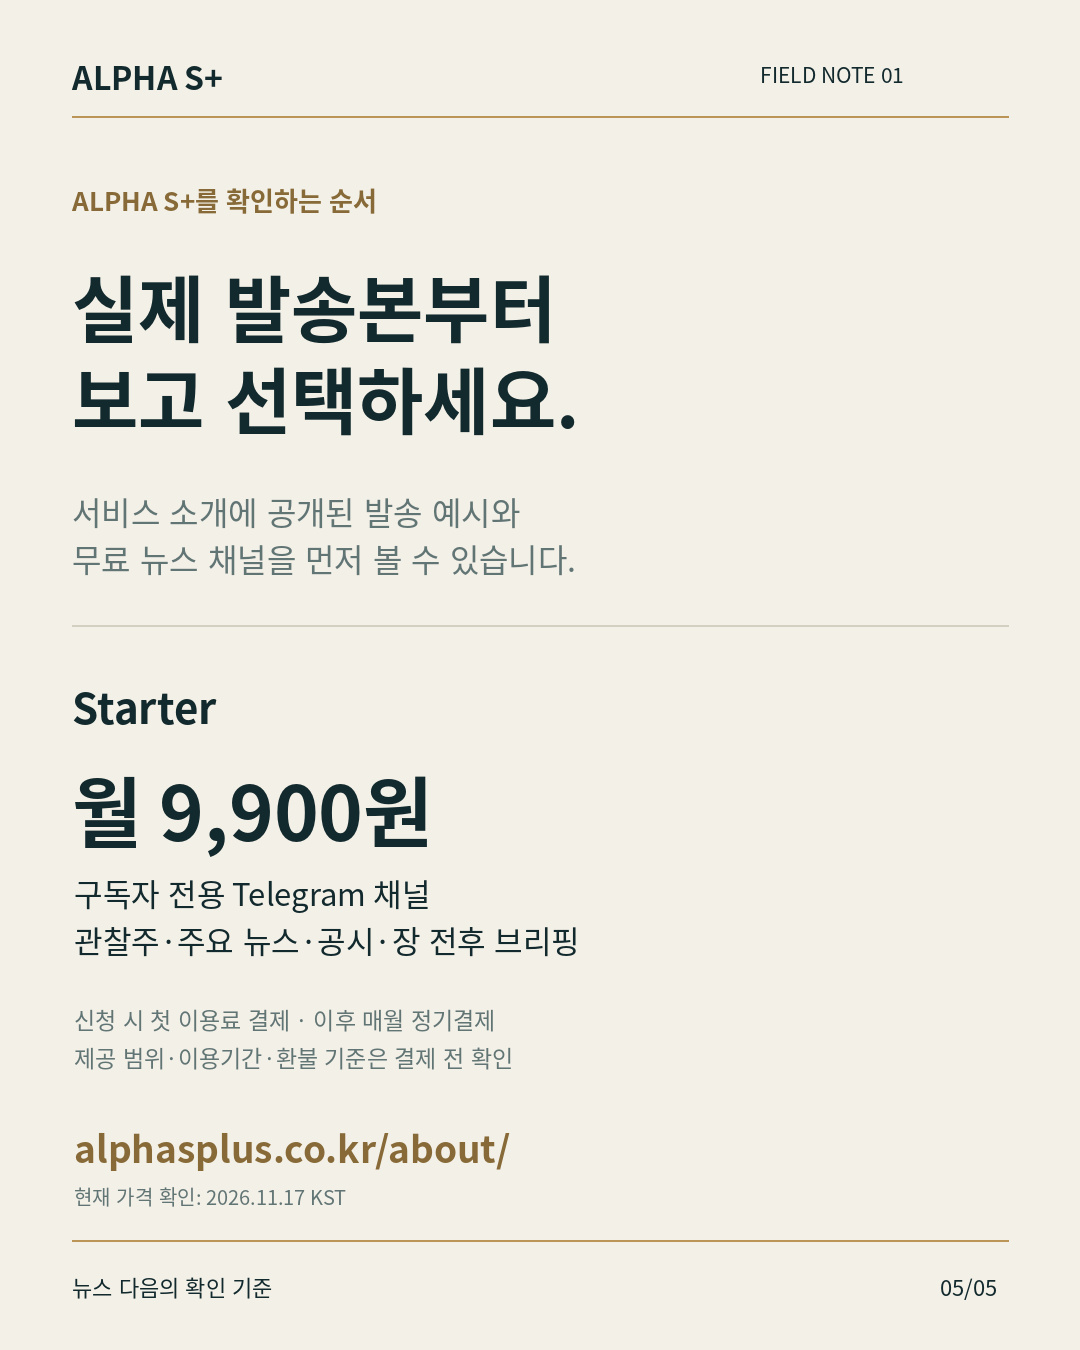 ALPHA S+
FIELD NOTE 01
ALPHA S+를 확인하는 순서
실제 발송본부터
보고 선택하세요.
서비스 소개에 공개된 발송 예시와
무료 뉴스 채널을 먼저 볼 수 있습니다.
Starter
월 9,900원
구독자 전용 Telegram 채널
관찰주·주요 뉴스·공시·장 전후 브리핑
신청 시 첫 이용료 결제 · 이후 매월 정기결제
제공 범위·이용기간·환불 기준은 결제 전 확인
alphasplus.co.kr/about/
현재 가격 확인: 2026.11.17 KST
뉴스 다음의 확인 기준
05/05